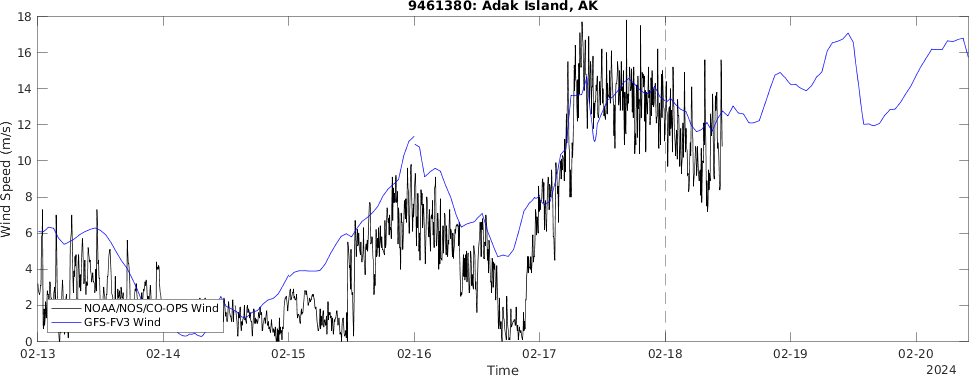 9461380: Adak Island, AK
18
16
14
12
10
8
6
4
2
0
Wind Speed (m/s)
NOAA/NOS/CO-OPS Wind
GFS-FV3 Wind
02-13 02-14 02-15 02-16 02-17 02-18 02-19 02-20
Time
2024